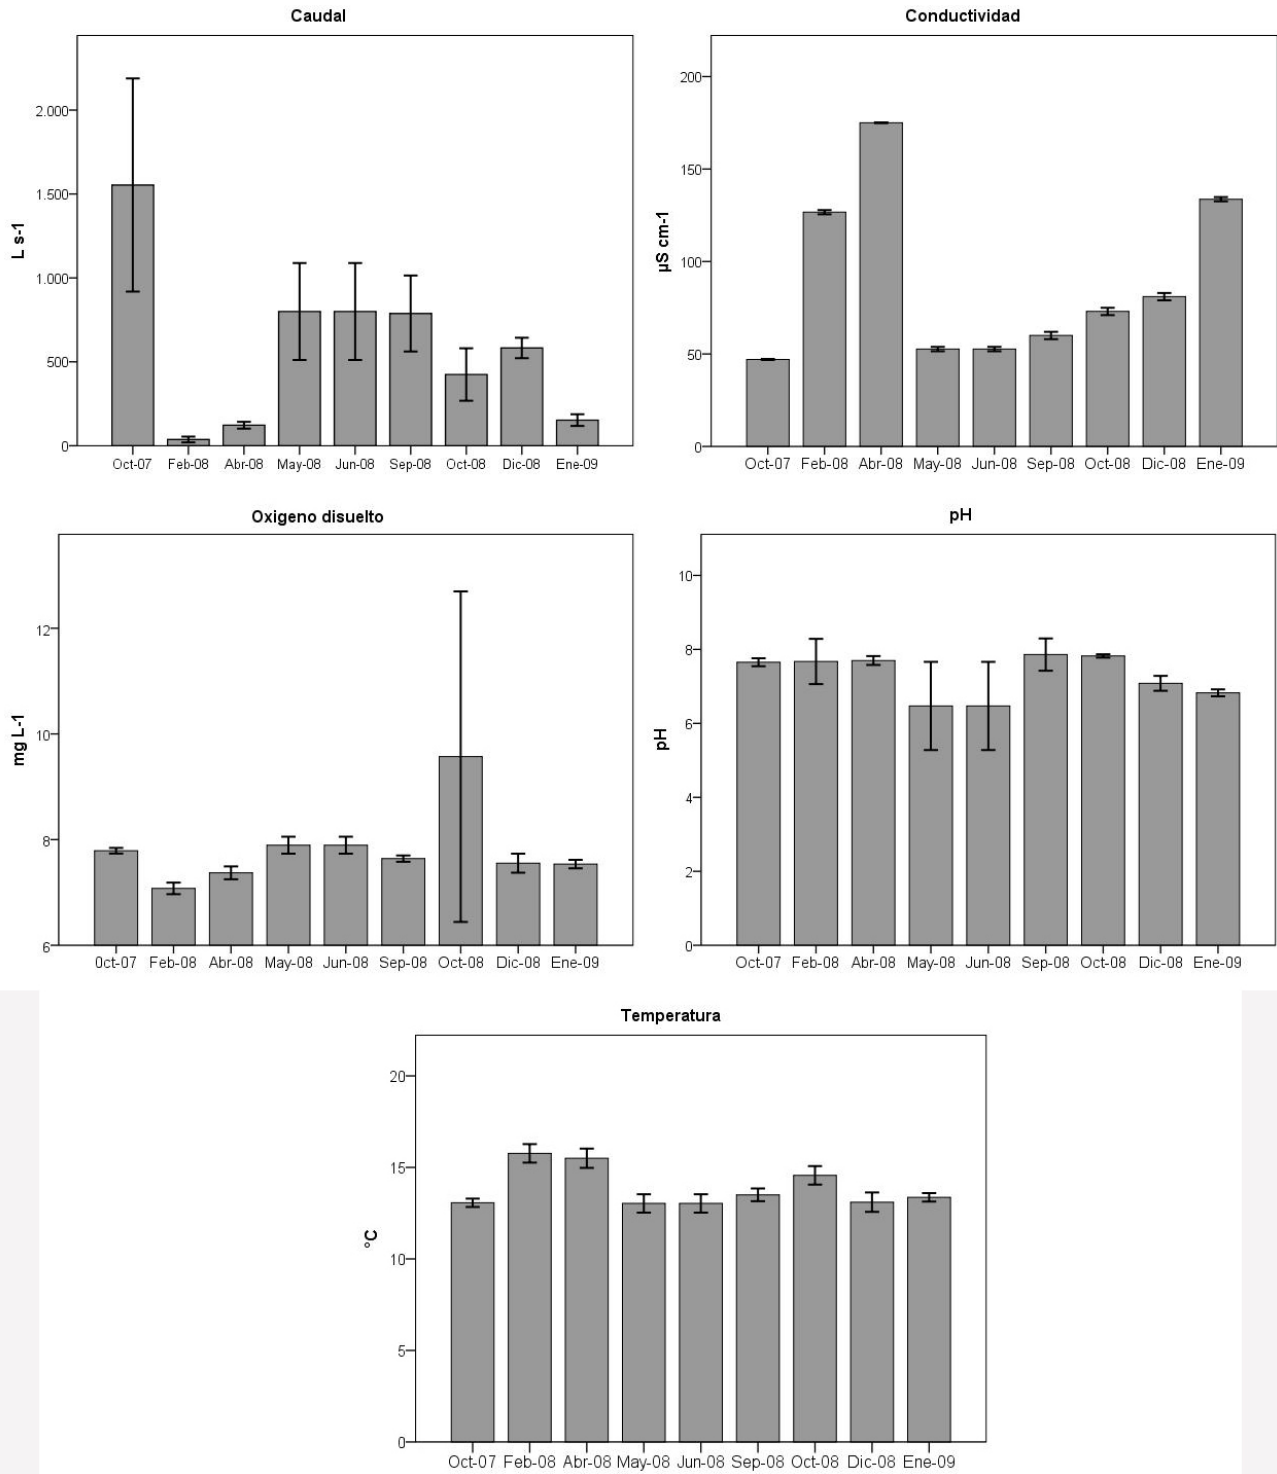 Caudal
2.000
1.500
1.000
500
0
L s-1
Oct-07 Feb-08 Abr-08 May-08 Jun-08 Sep-08 Oct-08 Dic-08 Ene-09
Conductividad
200
150
100
50
0
µS cm-1
Oct-07 Feb-08 Abr-08 May-08 Jun-08 Sep-08 Oct-08 Dic-08 Ene-09
Oxigeno disuelto
12
10
8
6
mg L-1
0ct-07 Feb-08 Abr-08 May-08 Jun-08 Sep-08 Oct-08 Dic-08 Ene-09
pH
10
8
6
4
2
0
pH
Oct-07 Feb-08 Abr-08 May-08 Jun-08 Sep-08 Oct-08 Dic-08 Ene-09
Temperatura
20
15
10
5
0
°C
Oct-07 Feb-08 Abr-08 May-08 Jun-08 Sep-08 Oct-08 Dic-08 Ene-09